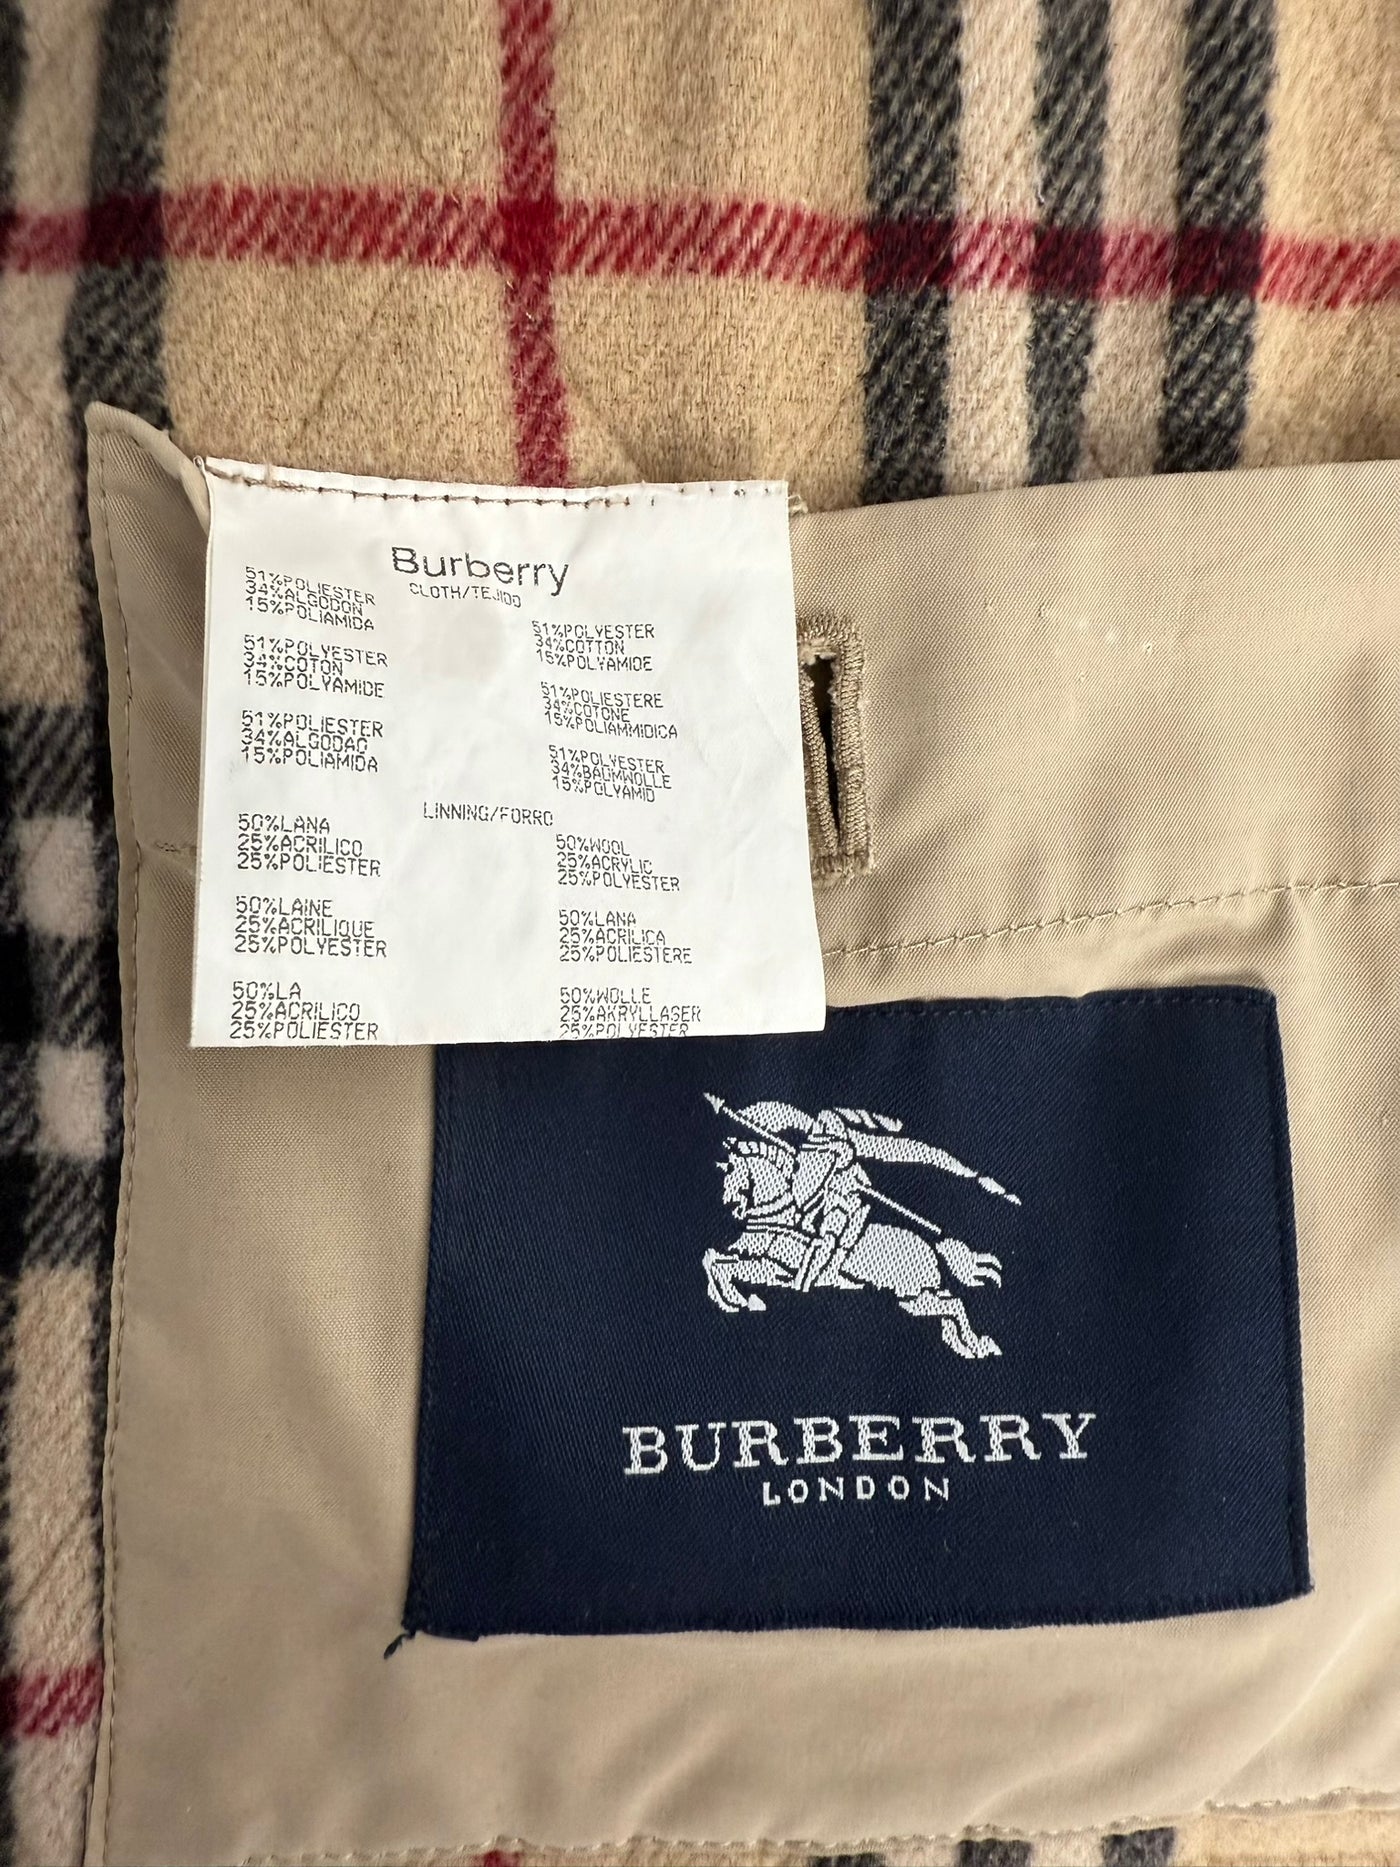 Burberry
CLOTH/TEJIDO
51%POLIESTER
34%ALGODON
15%POLIAMIDA
51%POLYESTER
34%COTON
15%POLYAMIDE
51%POLIESTER
34%ALGODAO
15%POLIAMIDA
51%POLYESTER
34%COTTON
15%POLYAMIDE
51%POLIESTERE
34%COTONE
15%POLIAMMIDICA
51%POLYESTER
34%BAUMWOLLE
15%POLYAMID
LINNING/FORRO
50%LANA
25%ACRILICO
25%POLIESTER
50%LAINE
25%ACRILIQUE
25%POLYESTER
50%LA
25%ACRILICO
25%POLIESTER
50%WOOL
25%ACRYLIC
25%POLYESTER
50%LANA
25%ACRILICA
25%POLIESTERE
50%WOLLE
25%AKRYLLASER
25%POLYESTER
BURBERRY
LONDON